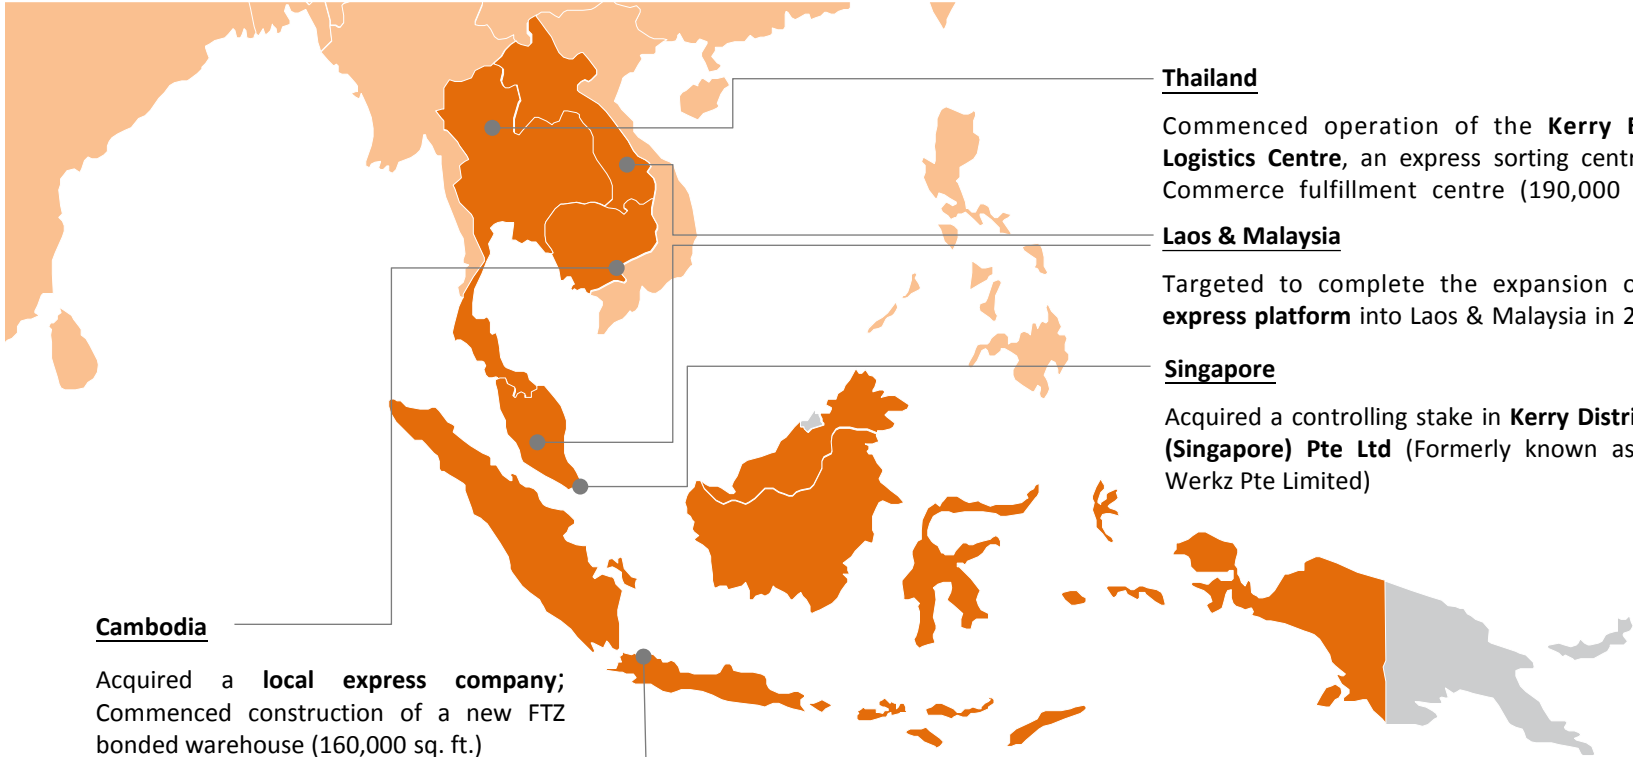 Thailand
Commenced operation of the Kerry
Logistics Centre, an express sorting
Commerce fulfillment centre (190,000
Laos & Malaysia
Targeted to complete the expansion
express platform into Laos & Malaysia in
Singapore
Acquired a controlling stake in Kerry
(Singapore) Pte Ltd (Formerly known as
Werkz Pte Limited)
Cambodia
Acquired a local express company;
Commenced construction of a new FTZ
bonded warehouse (160,000 sq. ft.)